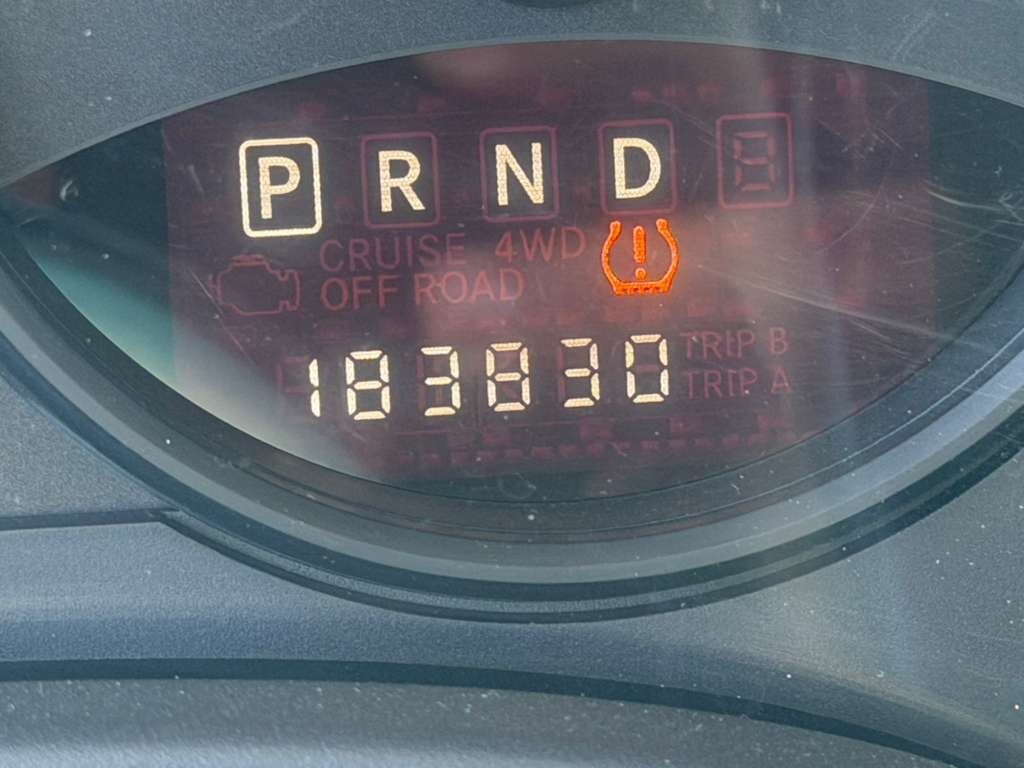 P R N D
CRUISE 4WD
OFF ROAD
183830
TRIP B
TRIP A